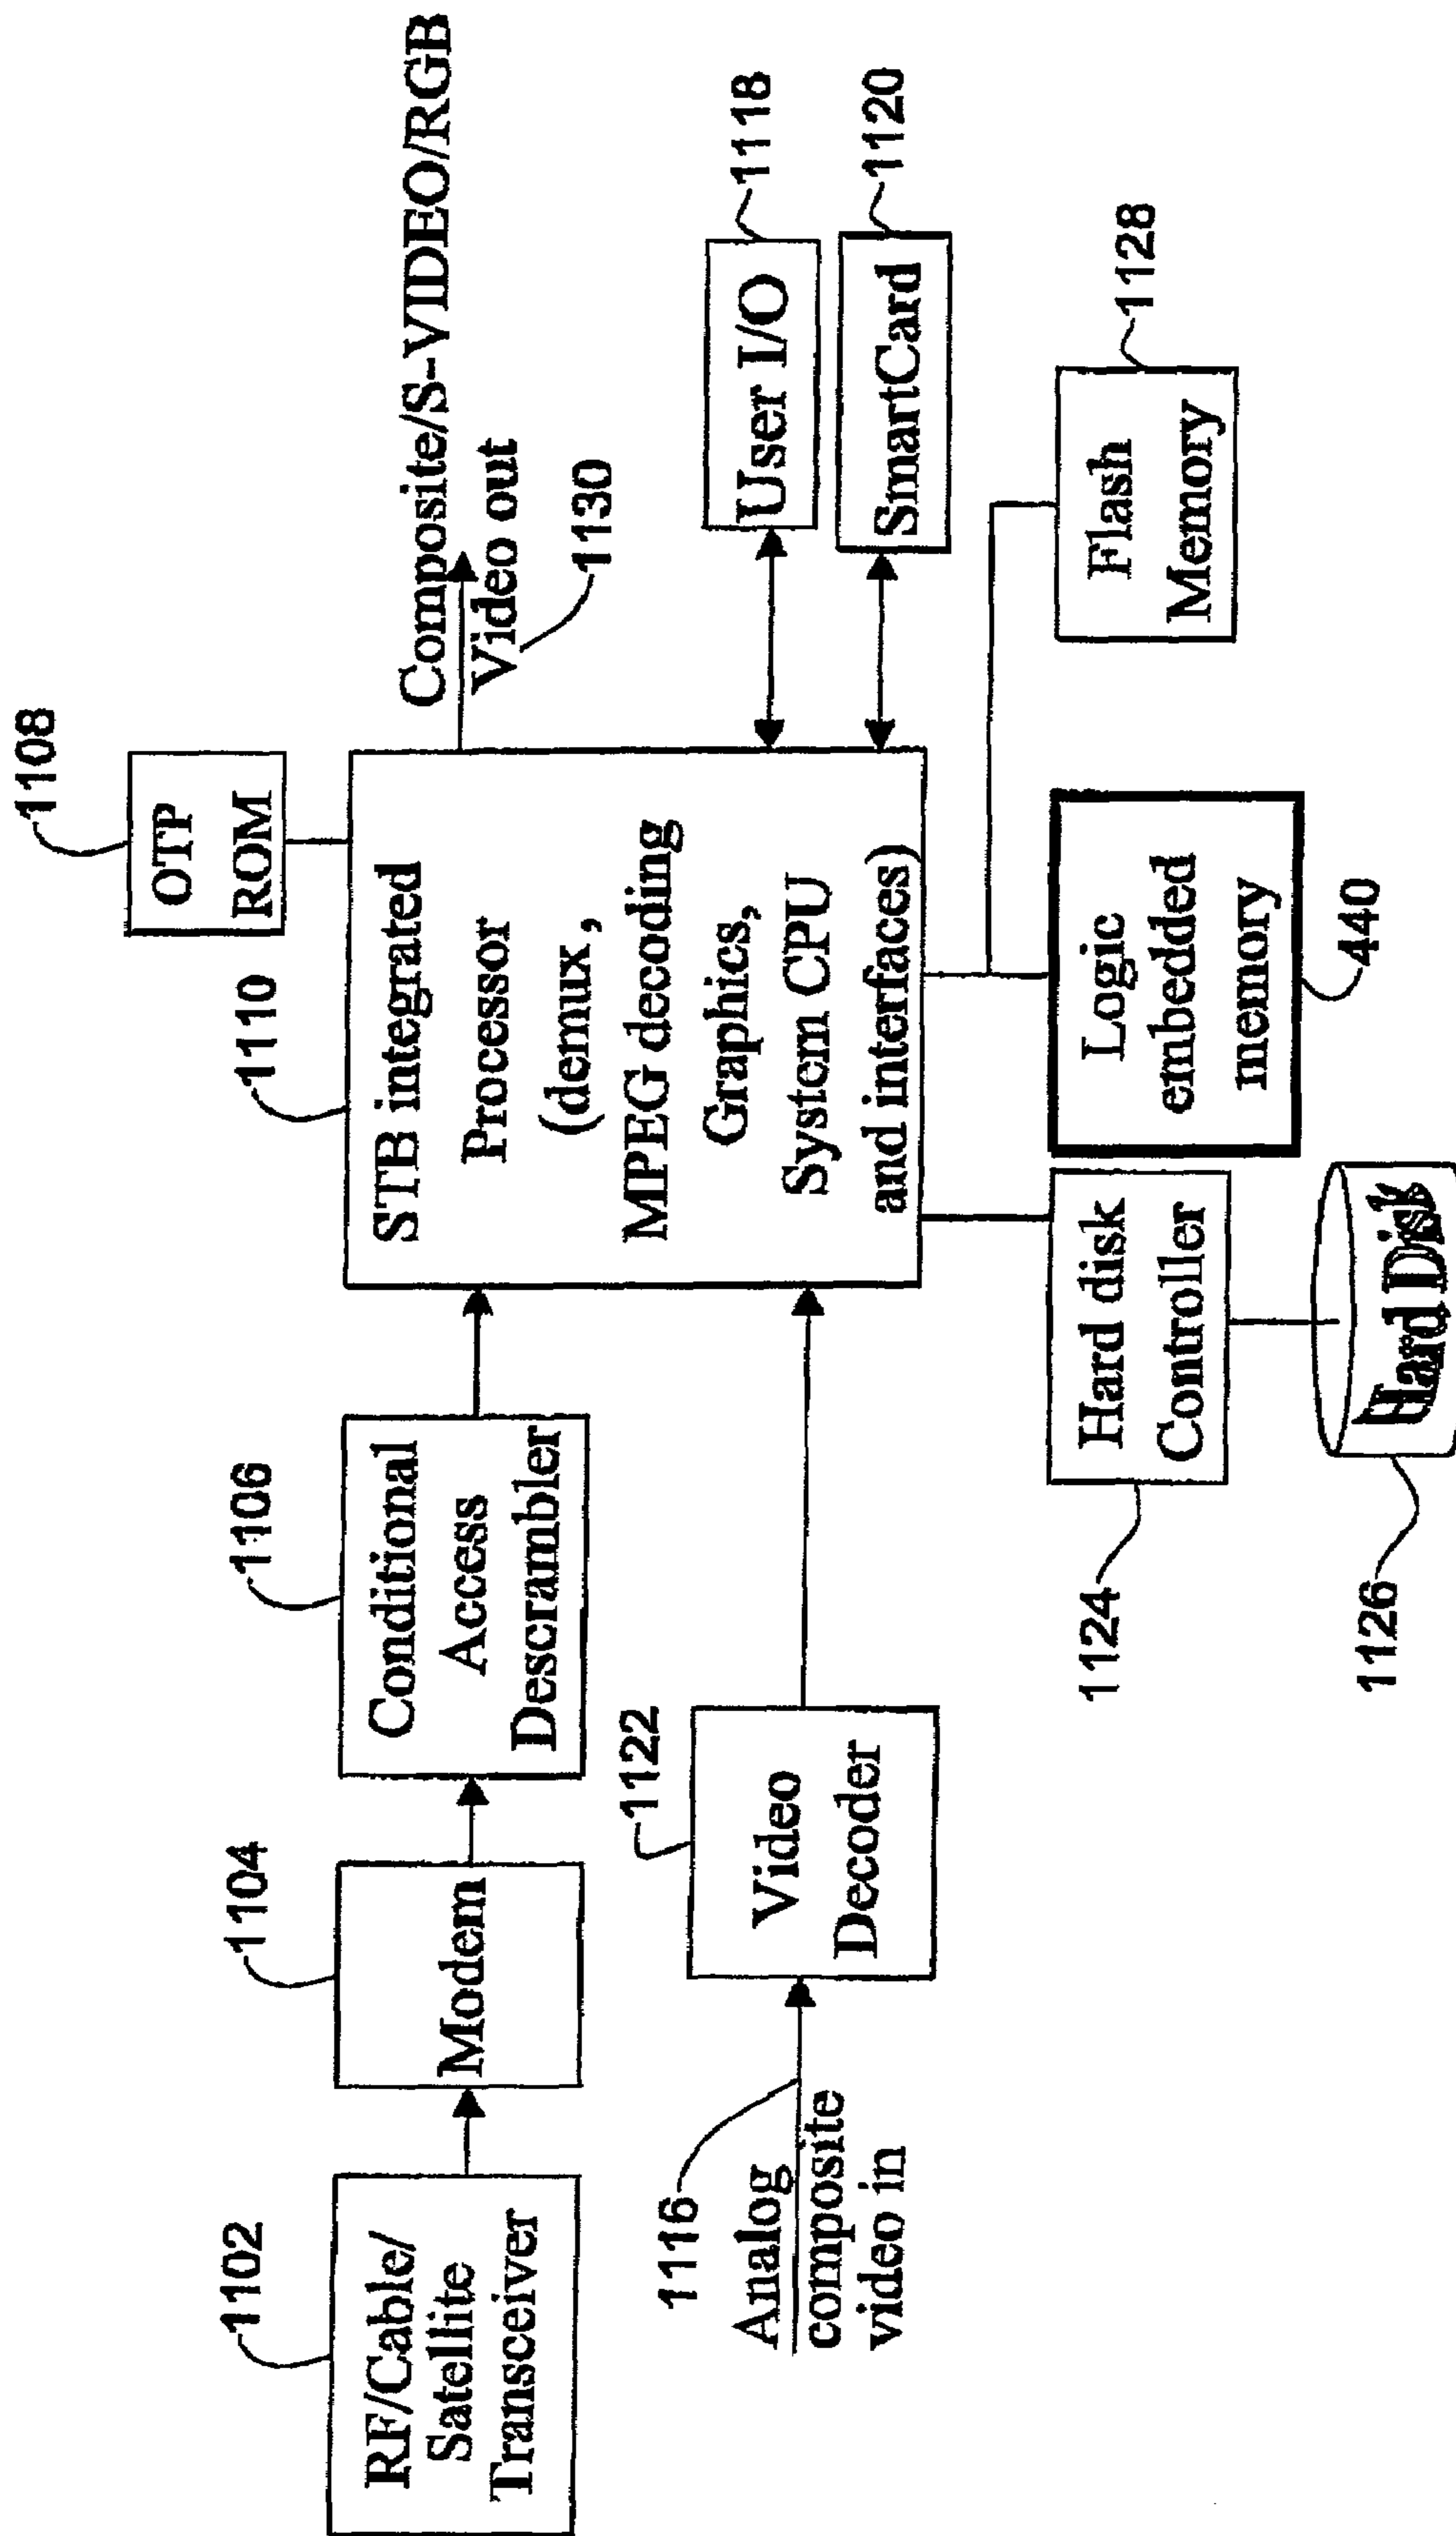 1108
OTP
ROM
1110
STB integrated
Processor
(demux,
MPEG decoding
Graphics,
System CPU
and interfaces)
Composite/S-VIDEO/RGB
Video out
1130
1102
RF/Cable/
Satellite
Transceiver
1104
Modem
1106
Conditional
Access
Descrambler
1116
Analog
composite
video in
1122
Video
Decoder
User I/O
1118
SmartCard
1120
1124
Hard disk
Controller
1126
Hard Disk
Logic
embedded
memory
440
Flash
Memory
1128